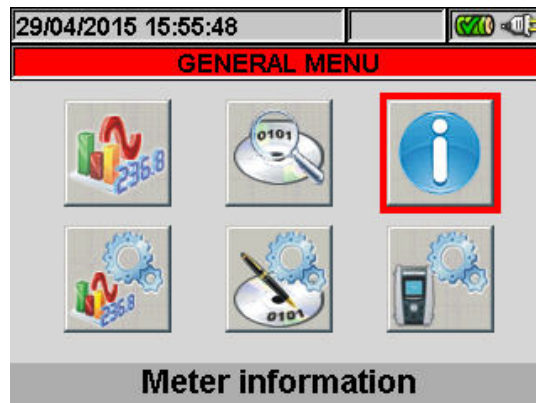 29/04/2015 15:55:48
GENERAL MENU
236.8
0101
236.8
0101
Meter information